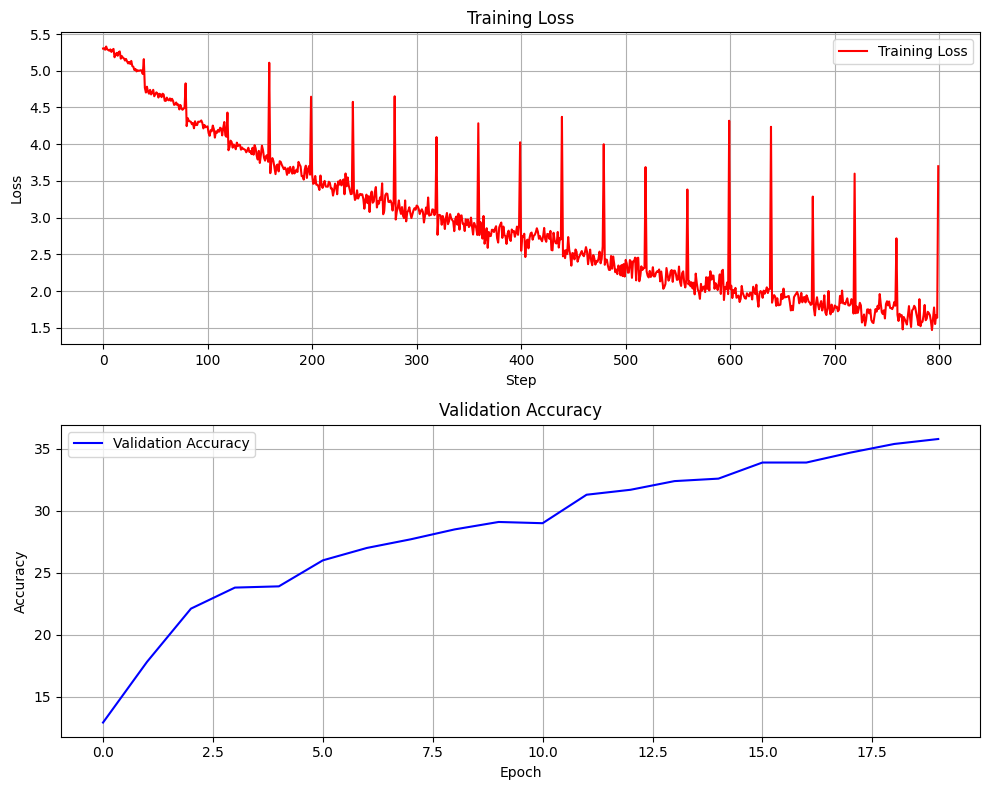 Training Loss
5.5
5.0
4.5
4.0
3.5
3.0
2.5
2.0
1.5
Loss
Training Loss
0 100 200 300 400 500 600 700 800
Step
Validation Accuracy
35
30
25
20
15
Accuracy
Validation Accuracy
0.0 2.5 5.0 7.5 10.0 12.5 15.0 17.5
Epoch